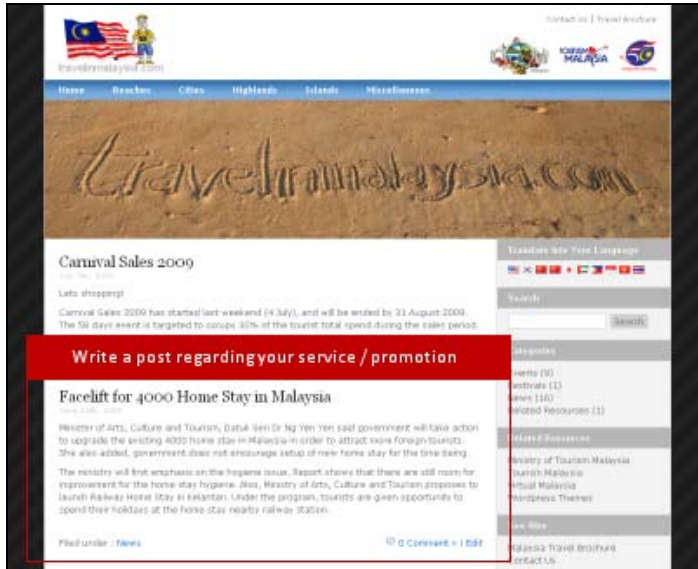 Contact Us | Travel Brochure
travelinmalaysia.com
TOURISM
MALAYSIA
50
Home Beaches Cities Highlands Islands Miscellaneous
travelinmalaysia.com
Carnival Sales 2009
Lets shopping!
Carnival Sales 2009 has started last weekend (4 July), and will be ended by 31 August 2009.
The 58 days event is targeted to occupy 30% of the tourist total spend during the sales period.
Write a post regarding your service / promotion
Facelift for 4000 Home Stay in Malaysia
Minister of Arts, Culture and Tourism, Datuk Seri Dr Ng Yen Yen said government will take action
to upgrade the existing 4000 home stay in Malaysia in order to attract more foreign tourists.
She also added, government does not encourage setup of new home stay for the time being.
The ministry will first emphasis on the hygiene issue. Report shows that there are still room for
improvement for the home stay hygiene. Also, Ministry of Arts, Culture and Tourism proposes to
launch Railway Home Stay in Kelantan. Under the program, tourists are given opportunity to
spend their holidays at the home stay nearby railway station.
Filed under : News
0 Comment » | Edit
Translate Into Your Language
Search
Search
Categories
Events (9)
Festivals (1)
News (16)
Related Resources (1)
Related Resources
Ministry of Tourism Malaysia
Tourism Malaysia
Virtual Malaysia
Wordpress Themes
Malaysia Travel Brochure
Contact Us